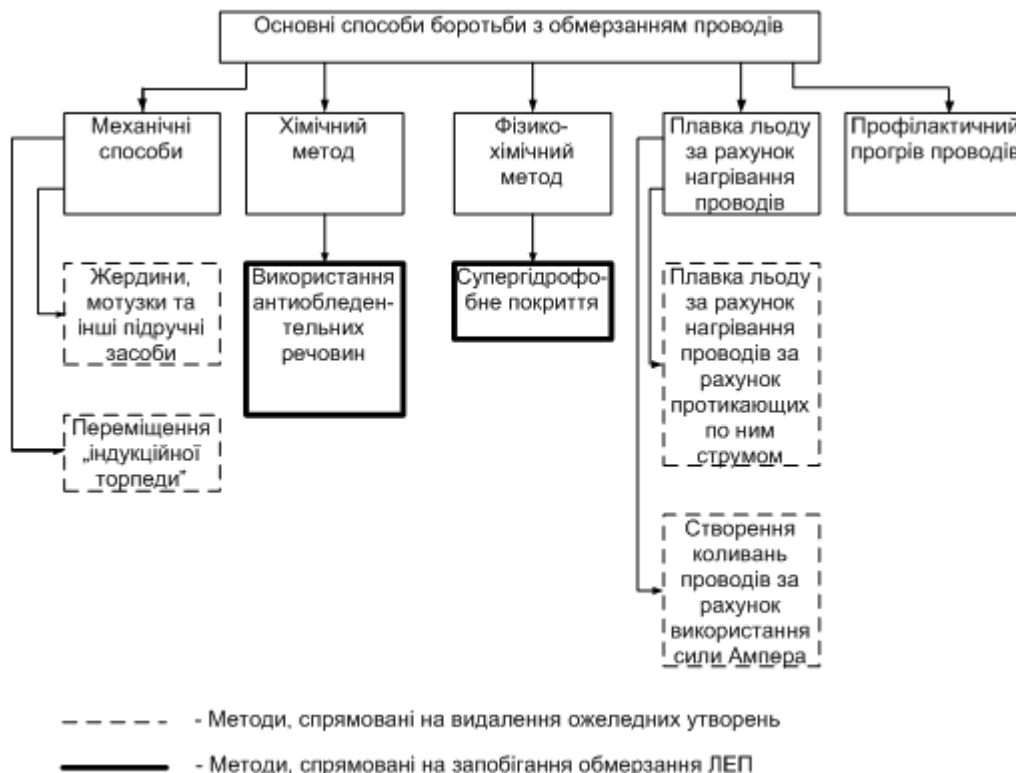 Основні способи боротьби з обмерзанням проводів
Механічні
способи
Хімічний
метод
Фізико-
хімічний
метод
Плавка льоду
за рахунок
нагрівання
проводів
Профілактичний
прогрів проводів
Жердини,
мотузки та
інші підручні
засоби
Використання
антиобледен-
тельних
речовин
Супергідрофо-
бне покриття
Плавка льоду
за рахунок
нагрівання
проводів за
рахунок
протикающих
по ним
струмом
Переміщення
„індукційної
торпеди”
Створення
коливань
проводів за
рахунок
використання
сили Ампера
- Методи, спрямовані на видалення ожеледних утворень
- Методи, спрямовані на запобігання обмерзання ЛЕП